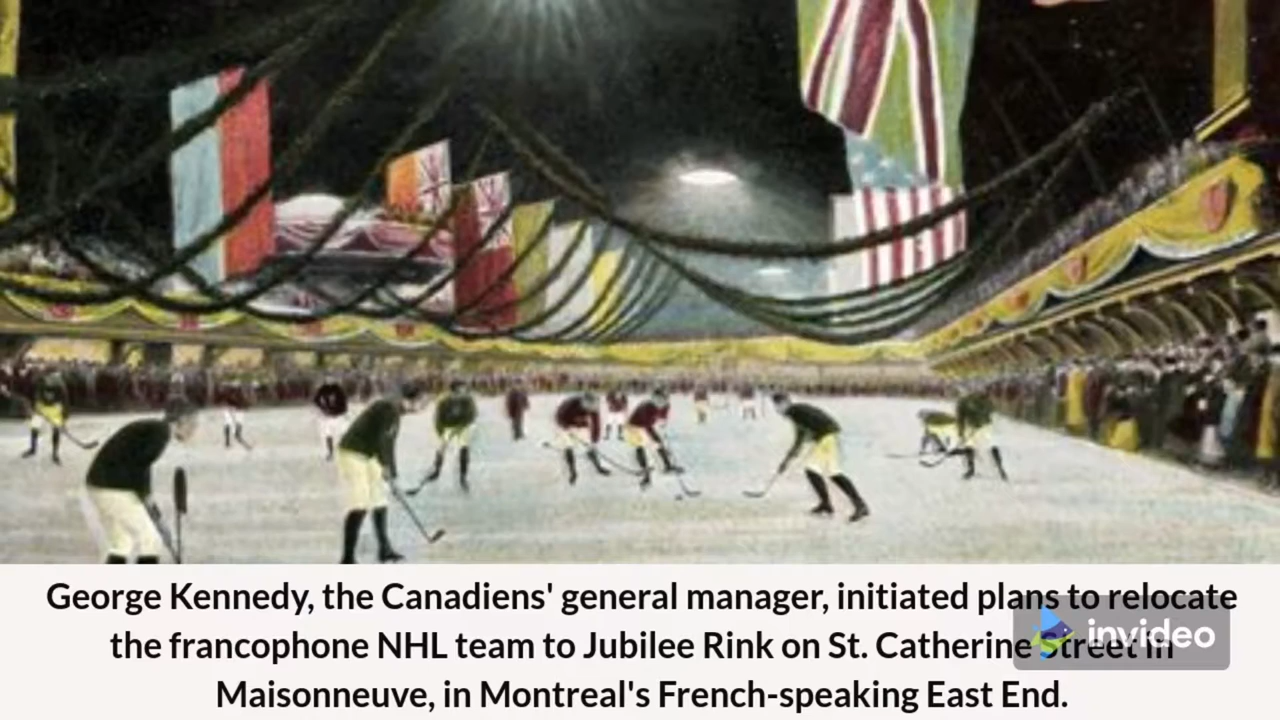 George Kennedy, the Canadiens' general manager, initiated plans to relocate
the francophone NHL team to Jubilee Rink on St. Catherine Street in
Maisonneuve, in Montreal's French-speaking East End.
invideo